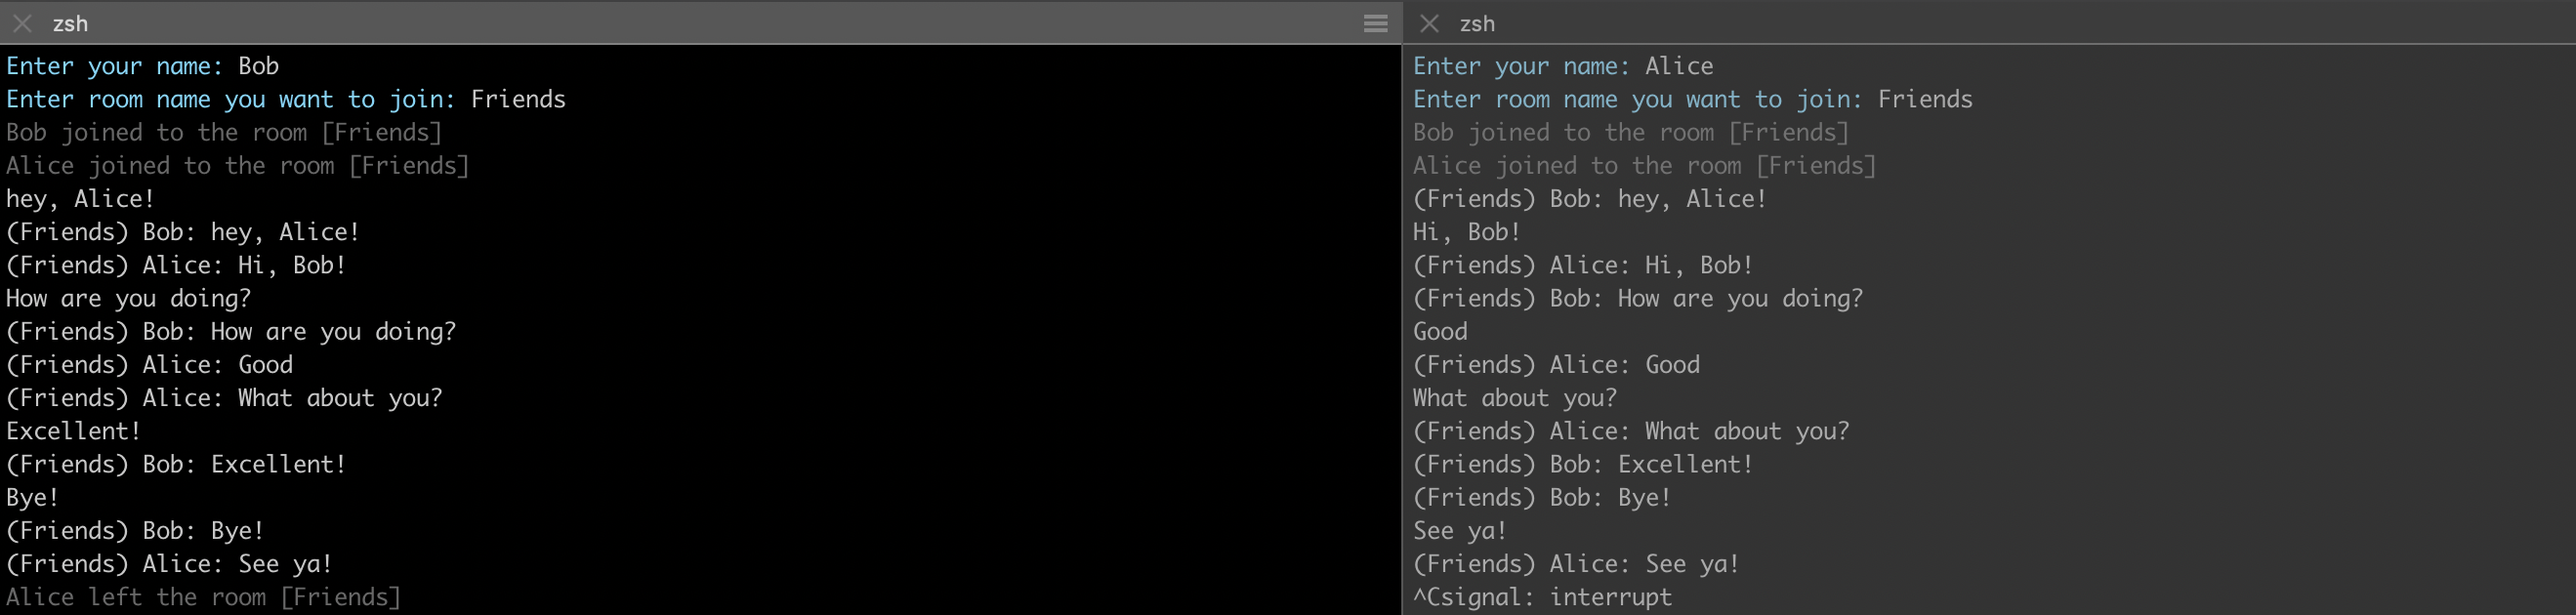 zsh
Enter your name: Bob
Enter room name you want to join: Friends
Bob joined to the room [Friends]
Alice joined to the room [Friends]
hey, Alice!
(Friends) Bob: hey, Alice!
(Friends) Alice: Hi, Bob!
How are you doing?
(Friends) Bob: How are you doing?
(Friends) Alice: Good
(Friends) Alice: What about you?
Excellent!
(Friends) Bob: Excellent!
Bye!
(Friends) Bob: Bye!
(Friends) Alice: See ya!
Alice left the room [Friends]
zsh
Enter your name: Alice
Enter room name you want to join: Friends
Bob joined to the room [Friends]
Alice joined to the room [Friends]
(Friends) Bob: hey, Alice!
Hi, Bob!
(Friends) Alice: Hi, Bob!
(Friends) Bob: How are you doing?
Good
(Friends) Alice: Good
What about you?
(Friends) Alice: What about you?
(Friends) Bob: Excellent!
(Friends) Bob: Bye!
See ya!
(Friends) Alice: See ya!
^Csignal: interrupt